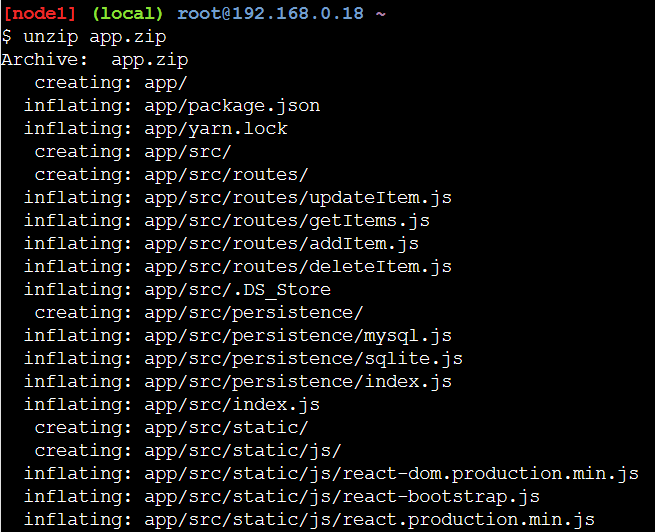 [node1] (local) root@192.168.0.18 ~
$ unzip app.zip
Archive:  app.zip
   creating: app/
  inflating: app/package.json
  inflating: app/yarn.lock
   creating: app/src/
   creating: app/src/routes/
  inflating: app/src/routes/updateItem.js
  inflating: app/src/routes/getItems.js
  inflating: app/src/routes/addItem.js
  inflating: app/src/routes/deleteItem.js
  inflating: app/src/.DS_Store
   creating: app/src/persistence/
  inflating: app/src/persistence/mysql.js
  inflating: app/src/persistence/sqlite.js
  inflating: app/src/persistence/index.js
  inflating: app/src/index.js
   creating: app/src/static/
   creating: app/src/static/js/
  inflating: app/src/static/js/react-dom.production.min.js
  inflating: app/src/static/js/react-bootstrap.js
  inflating: app/src/static/js/react.production.min.js